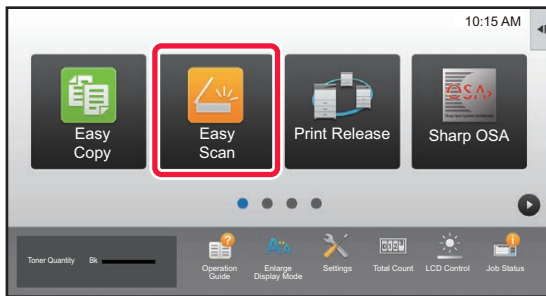 10:15 AM
Easy
Copy
Easy
Scan
Print Release
Sharp OSA
OSA
Toner Quantity Bk
Operation
Guide
Enlarge
Display Mode
Settings
Total Count
LCD Control
Job Status